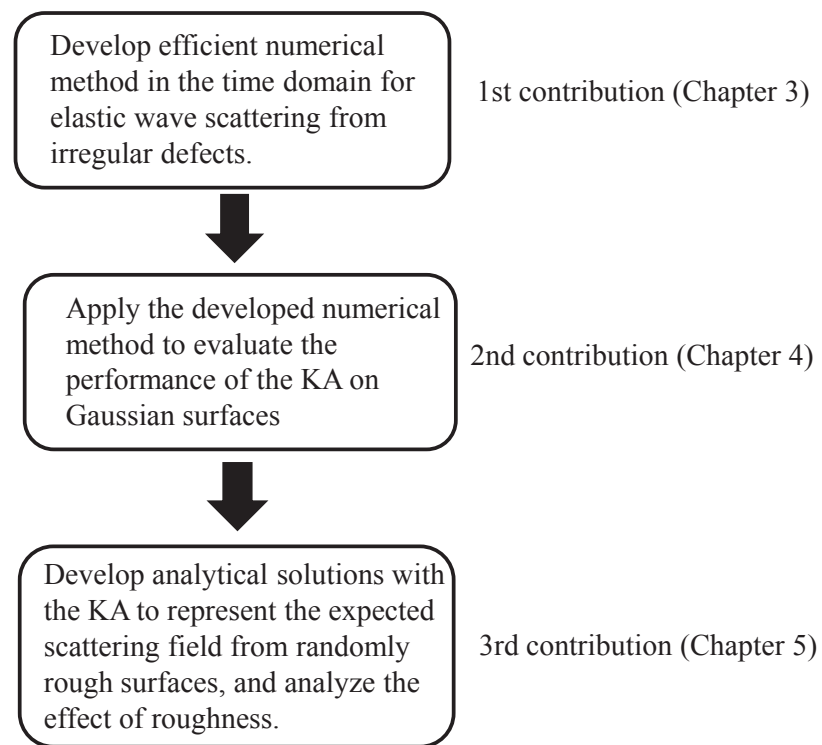 Develop efficient numerical
method in the time domain for
elastic wave scattering from
irregular defects.
1st contribution (Chapter 3)
Apply the developed numerical
method to evaluate the
performance of the KA on
Gaussian surfaces
2nd contribution (Chapter 4)
Develop analytical solutions with
the KA to represent the expected
scattering field from randomly
rough surfaces, and analyze the
effect of roughness.
3rd contribution (Chapter 5)